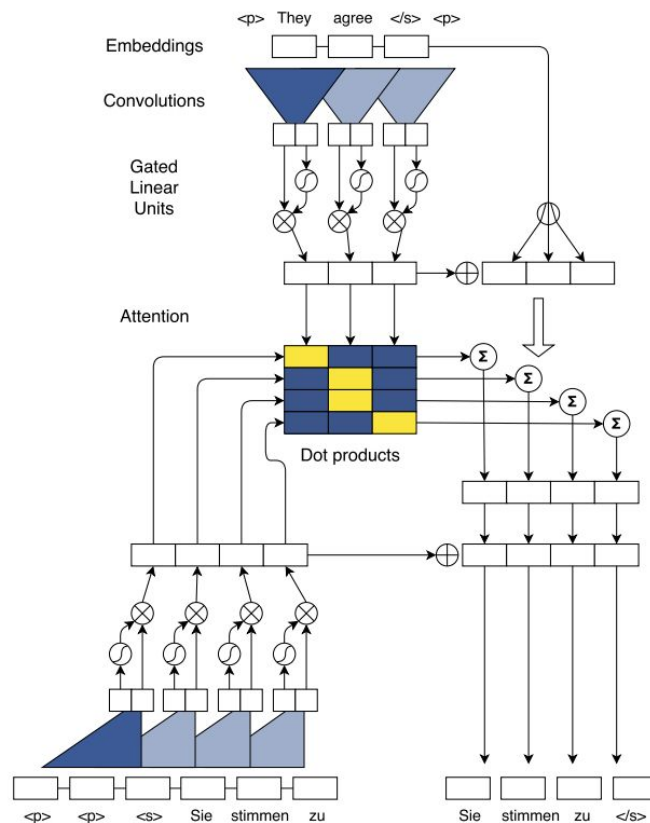 <p> They agree </s> <p>
Embeddings
Convolutions
Gated
Linear
Units
Attention
Σ
Σ
Σ
Σ
Dot products
<p> <p> <s> Sie stimmen zu
Sie stimmen zu </s>